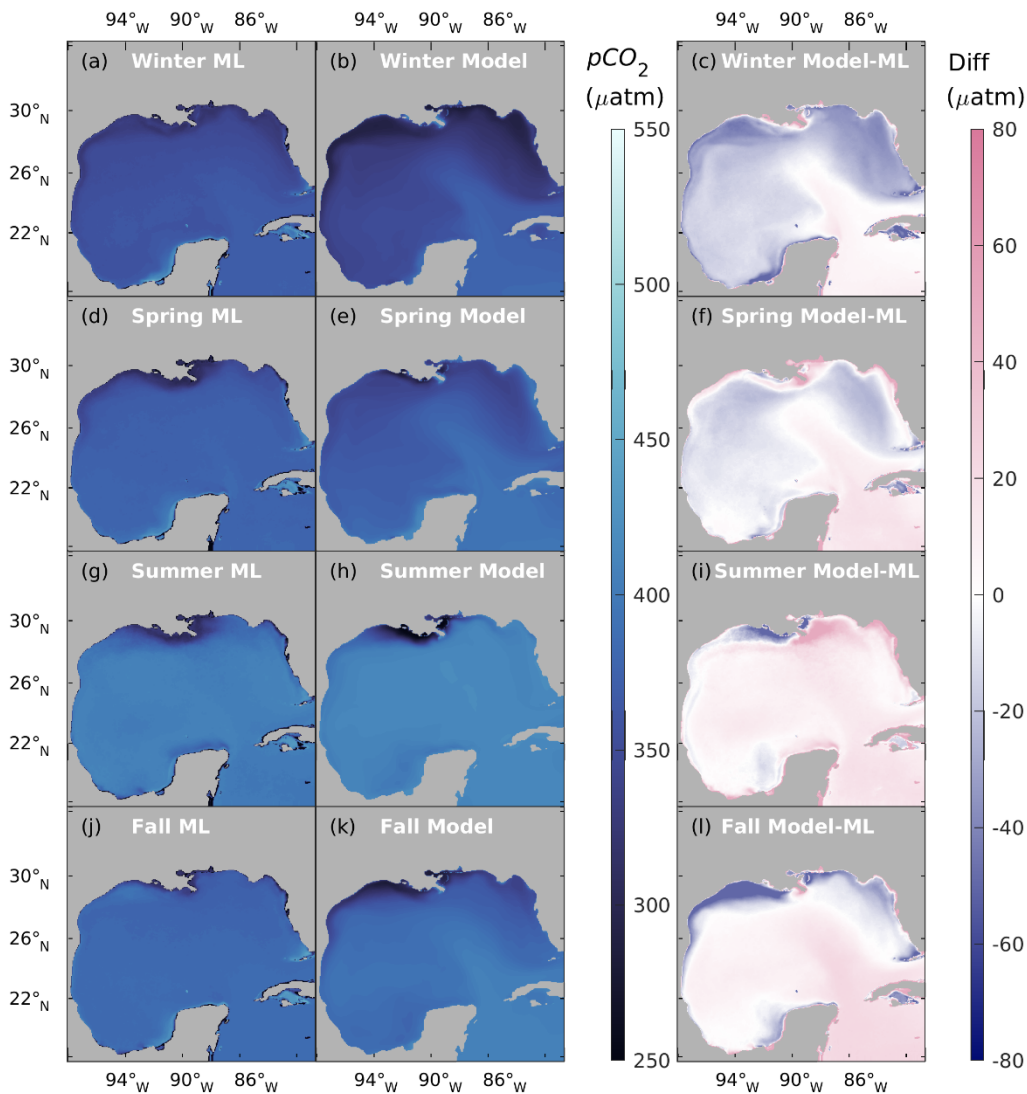 94°W 90°W 86°W 94°W 90°W 86°W
(a) Winter ML (b) Winter Model pCO2 (μatm) (c) Winter Model-ML Diff (μatm)
30°N
26°N
22°N
(d) Spring ML (e) Spring Model (f) Spring Model-ML
30°N
26°N
22°N
(g) Summer ML (h) Summer Model (i) Summer Model-ML
30°N
26°N
22°N
(j) Fall ML (k) Fall Model (l) Fall Model-ML
30°N
26°N
22°N
94°W 90°W 86°W 94°W 90°W 86°W 94°W 90°W 86°W
550
500
450
400
350
300
250
80
60
40
20
0
-20
-40
-60
-80